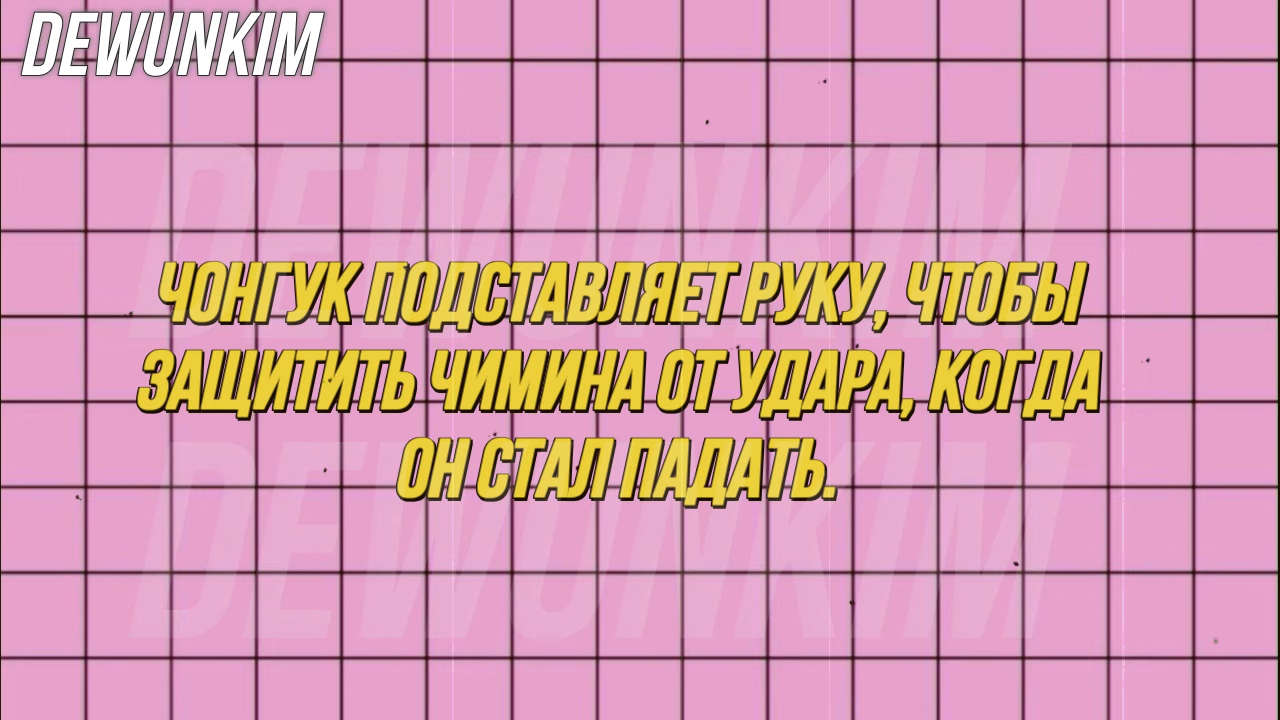 DEWUNKIM
DEWUNKIM
ЧОНГУК ПОДСТАВЛЯЕТ РУКУ, ЧТОБЫ
ЗАЩИТИТЬ ЧИМИНА ОТ УДАРА, КОГДА
ОН СТАЛ ПАДАТЬ.
DEWUNKIM